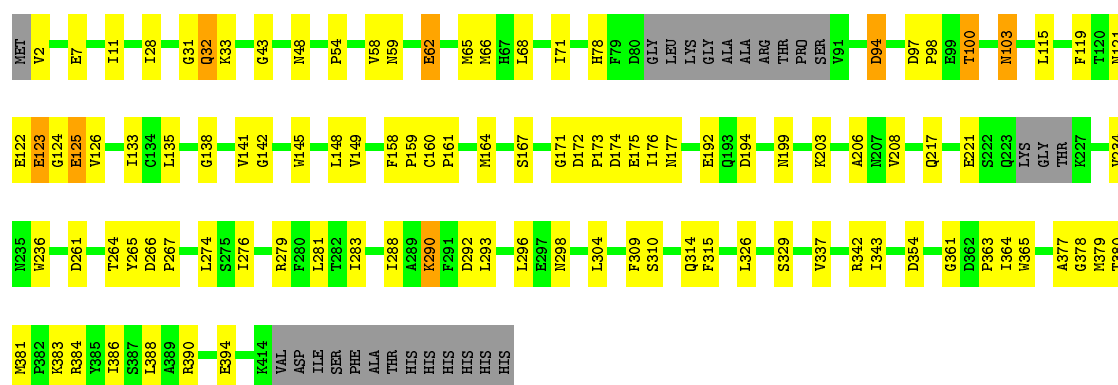 MET V2 E7 I11 I28 G31 Q32 K33 G43 N48 P54 V58 N59 E62 M65 M66 H67 L68 I71 H78 F79 D80 GLY LEU LYS GLY ALA ALA ARG THR PRO SER V91 D94 D97 P98 E99 T100 N103 L115 F119 T120 N121
E122 E123 G124 E125 V126 I133 G134 L135 G138 V141 G142 W145 L148 V149 F158 P159 G160 P161 M164 S167 G171 D172 P173 D174 E175 I176 N177 E192 Q193 D194 N199 K203 A206 N207 V208 Q217 E221 S222 Q223 LYS GLY THR K227 V234
N235 W236 D261 T264 Y265 D266 P267 L274 S275 I276 R279 F280 L281 T282 I283 I288 A289 K290 F291 D292 L293 L296 E297 N298 L304 F309 S310 Q314 F315 L326 S329 V337 R342 I343 D354 G361 D362 P363 I364 W365 A377 G378 M379 T380
M381 P382 K383 R384 Y385 I386 S387 L388 A389 R390 E394 K414 VAL ASP ILE SER PHE ALA THR HIS HIS HIS HIS HIS HIS